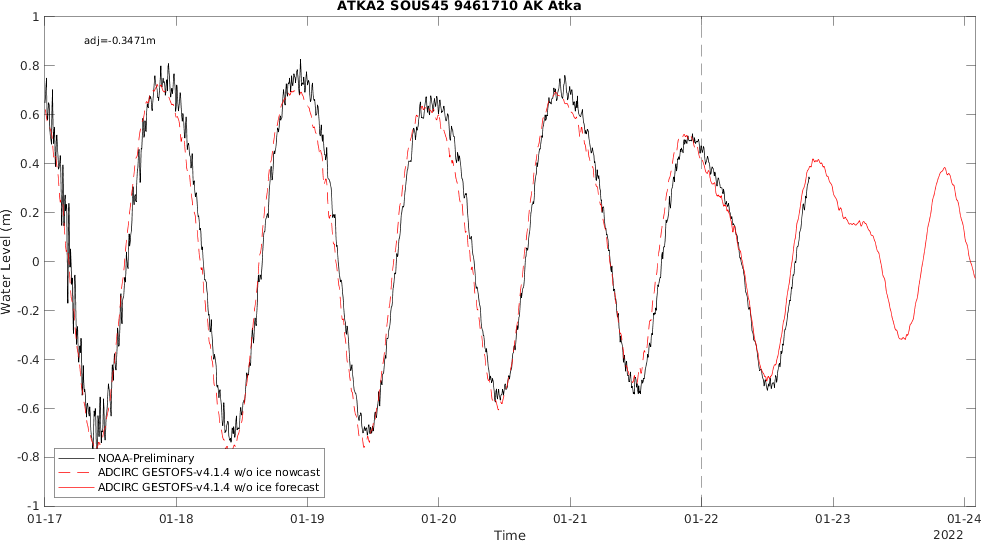 ATKA2 SOUS45 9461710 AK Atka
adj=-0.3471m
1
0.8
0.6
0.4
0.2
0
-0.2
-0.4
-0.6
-0.8
-1
Water Level (m)
NOAA-Preliminary
ADCIRC GESTOFS-v4.1.4 w/o ice nowcast
ADCIRC GESTOFS-v4.1.4 w/o ice forecast
01-17 01-18 01-19 01-20 01-21 01-22 01-23 01-24
Time
2022